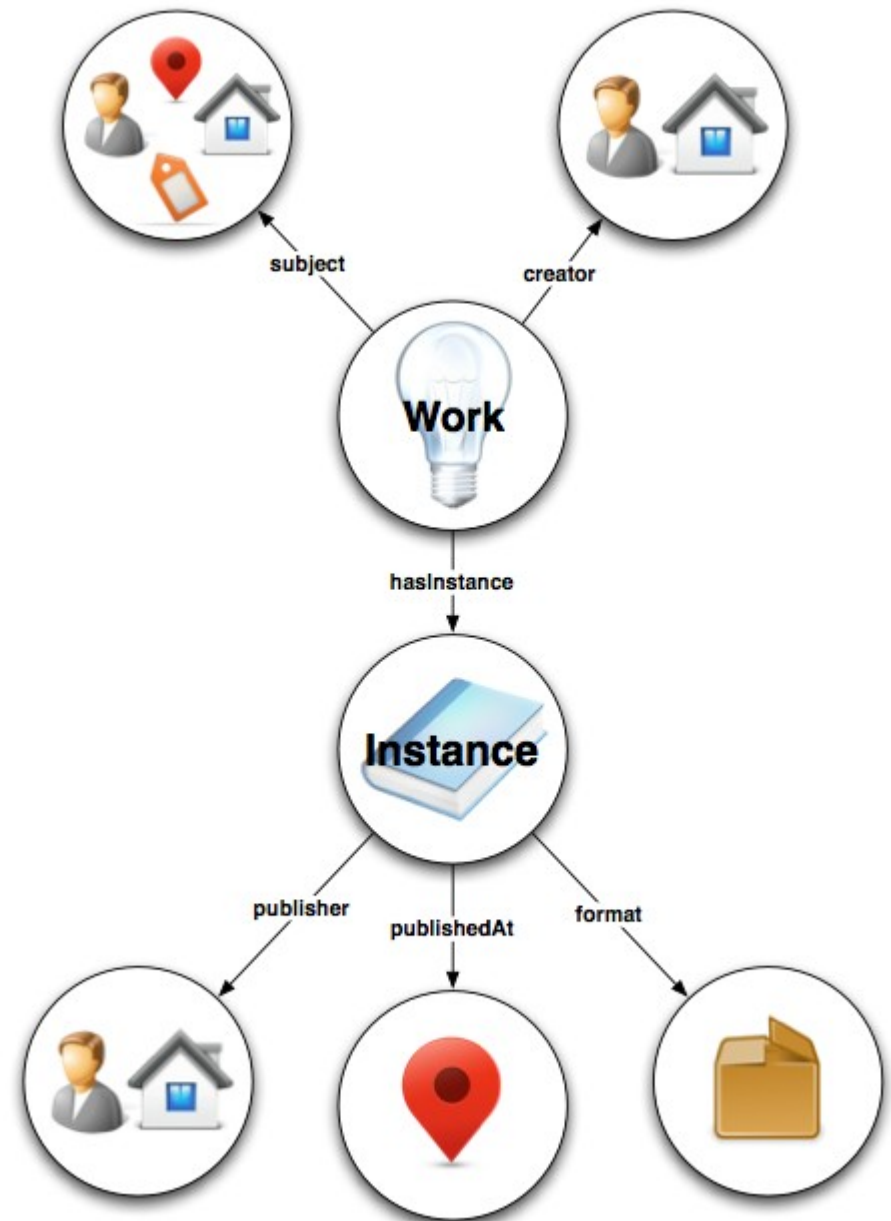 subject
creator
Work
hasInstance
Instance
publisher
publishedAt
format